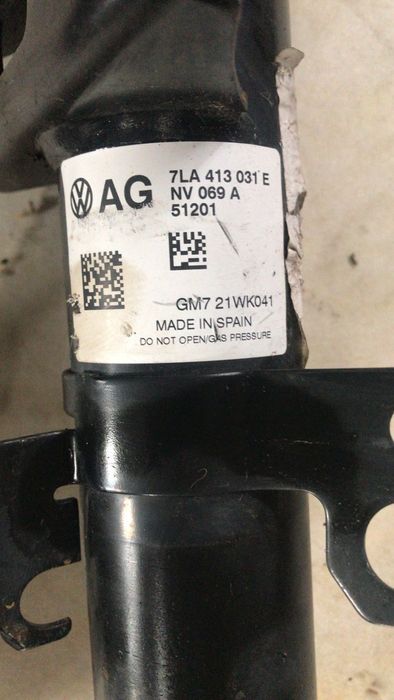 AG
7LA 413 031 E
NV 069 A
51201
GM7 21WK041
MADE IN SPAIN
DO NOT OPEN/GAS PRESSURE